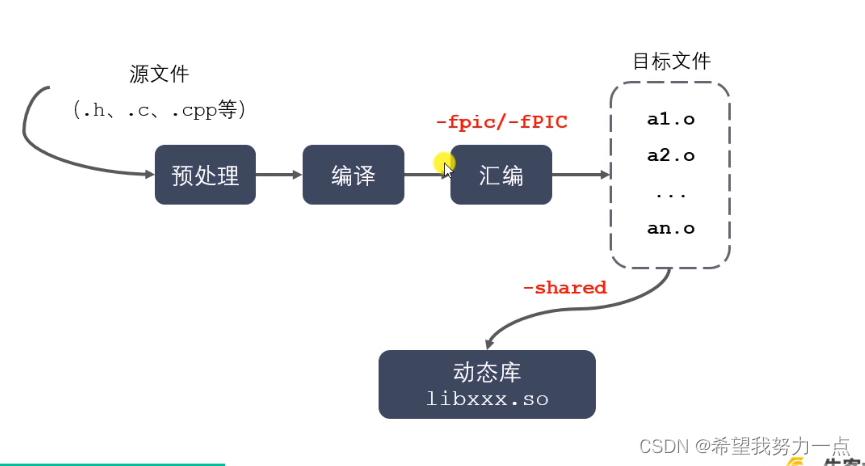 源文件
(.h、.c、.cpp等)
目标文件
-fpic/-fPIC
a1.o
a2.o
...
an.o
预处理
编译
汇编
-shared
动态库
libxxx.so
CSDN @希望我努力一点